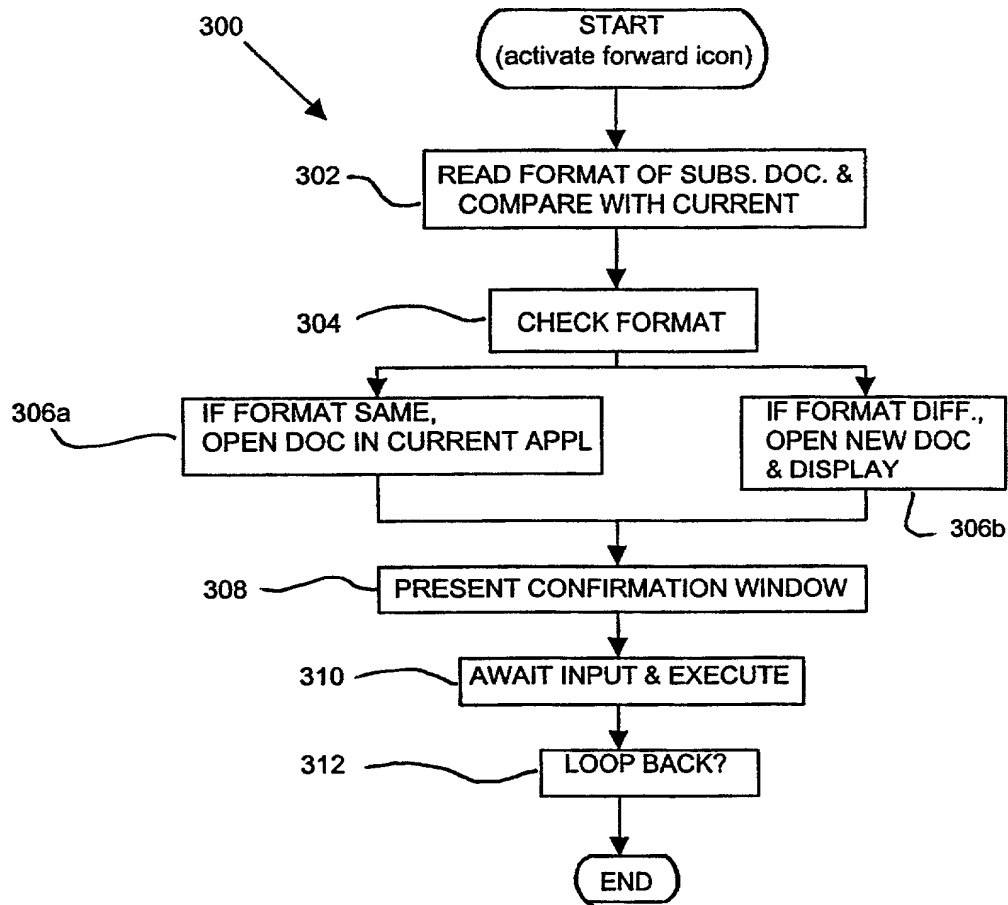 300
START
(activate forward icon)
302
READ FORMAT OF SUBS. DOC. &
COMPARE WITH CURRENT
304
CHECK FORMAT
306a
IF FORMAT SAME,
OPEN DOC IN CURRENT APPL
IF FORMAT DIFF.,
OPEN NEW DOC
& DISPLAY
306b
308
PRESENT CONFIRMATION WINDOW
310
AWAIT INPUT & EXECUTE
312
LOOP BACK?
END